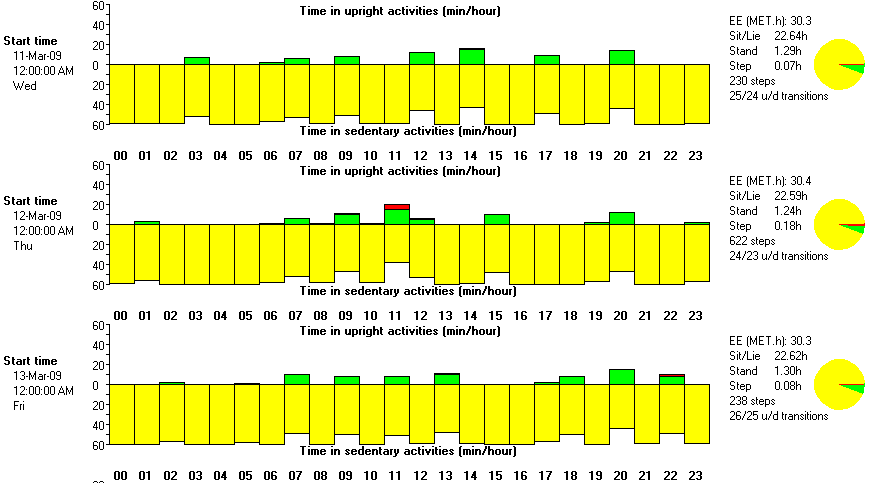 Time in upright activities (min/hour)
60
40
20
0
20
40
60
Start time
11-Mar-09
12:00:00 AM
Wed
Time in sedentary activities (min/hour)
00 01 02 03 04 05 06 07 08 09 10 11 12 13 14 15 16 17 18 19 20 21 22 23
EE (MET.h): 30.3
Sit/Lie 22.64h
Stand 1.29h
Step 0.07h
230 steps
25/24 u/d transitions
Time in upright activities (min/hour)
60
40
20
0
20
40
60
Start time
12-Mar-09
12:00:00 AM
Thu
Time in sedentary activities (min/hour)
00 01 02 03 04 05 06 07 08 09 10 11 12 13 14 15 16 17 18 19 20 21 22 23
EE (MET.h): 30.4
Sit/Lie 22.59h
Stand 1.24h
Step 0.18h
622 steps
24/23 u/d transitions
Time in upright activities (min/hour)
60
40
20
0
20
40
60
Start time
13-Mar-09
12:00:00 AM
Fri
Time in sedentary activities (min/hour)
00 01 02 03 04 05 06 07 08 09 10 11 12 13 14 15 16 17 18 19 20 21 22 23
EE (MET.h): 30.3
Sit/Lie 22.62h
Stand 1.30h
Step 0.08h
238 steps
26/25 u/d transitions